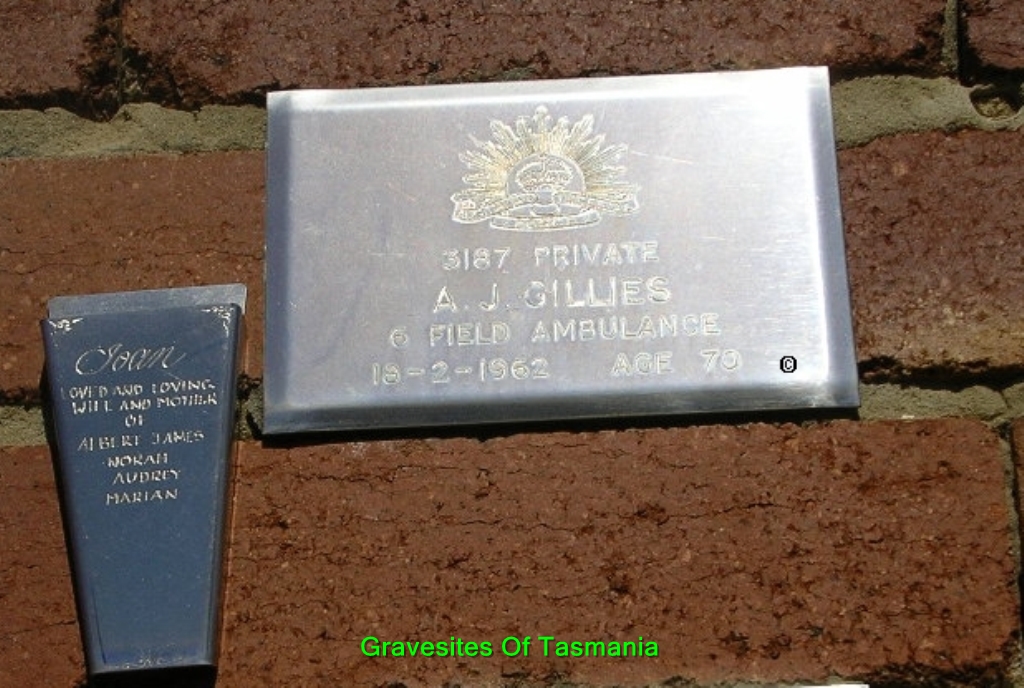 3187 PRIVATE
A. J. GILLIES
6 FIELD AMBULANCE
18-2-1962 AGE 70
©
Joan
LOVED AND LOVING
WIFE AND MOTHER
OF
ALBERT JAMES
NORAH
AUDREY
MARIAN
Gravesites Of Tasmania